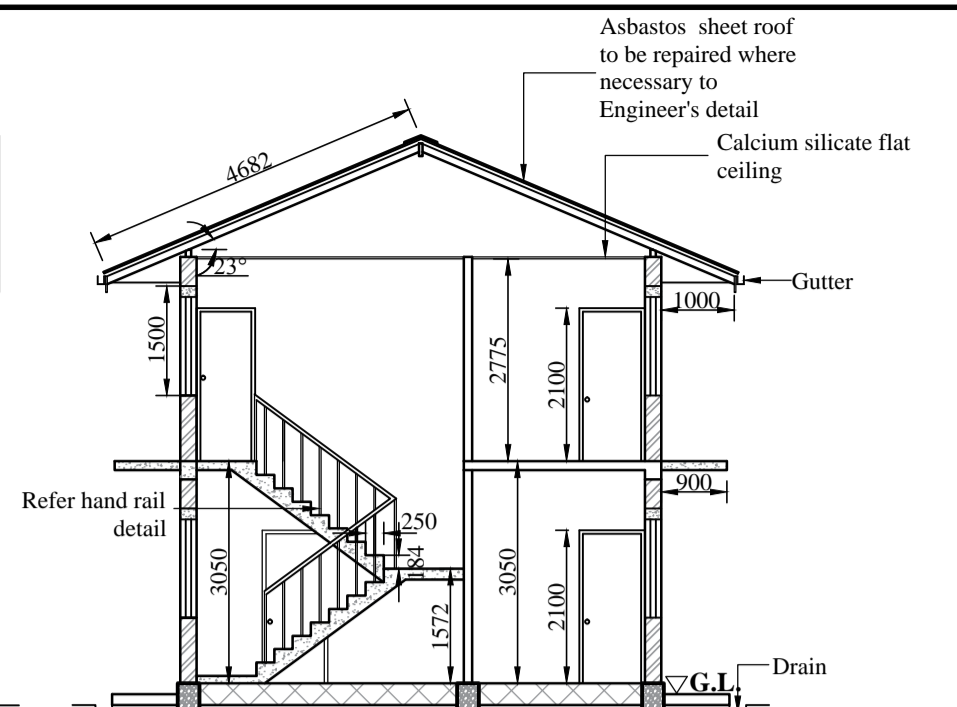 Asbastos sheet roof
to be repaired where
necessary to
Engineer's detail
Calcium silicate flat
ceiling
4682
23°
Gutter
1000
1500
2775
2100
900
Refer hand rail
detail
250
184
3050
3050
2100
1572
Drain
G.L.